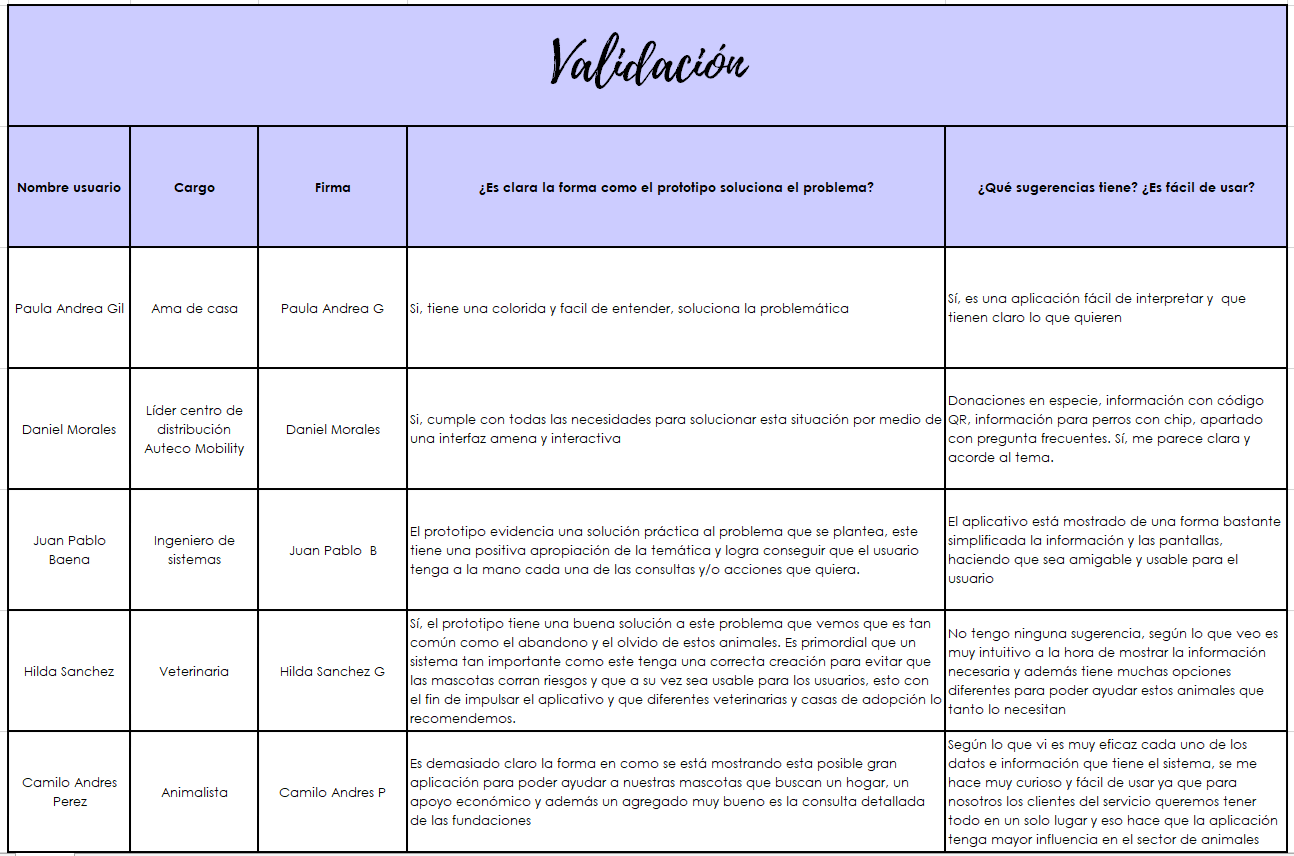 Validación
Nombre usuario
Cargo
Firma
¿Es clara la forma como el prototipo soluciona el problema?
¿Qué sugerencias tiene? ¿Es fácil de usar?
Paula Andrea Gil
Ama de casa
Paula Andrea G
Si, tiene una colorida y facil de entender, soluciona la problemática
Sí, es una aplicación fácil de interpretar y  que
tienen claro lo que quieren
Daniel Morales
Líder centro de
distribución
Auteco Mobility
Daniel Morales
Si, cumple con todas las necesidades para solucionar esta situación por medio de
una interfaz amena y interactiva
Donaciones en especie, información con código
QR, información para perros con chip, apartado
con pregunta frecuentes. Sí, me parece clara y
acorde al tema.
Juan Pablo
Baena
Ingeniero de
sistemas
Juan Pablo  B
El prototipo evidencia una solución práctica al problema que se plantea, este
tiene una positiva apropiación de la temática y logra conseguir que el usuario
tenga a la mano cada una de las consultas y/o acciones que quiera.
El aplicativo está mostrado de una forma bastante
simplificada la información y las pantallas,
haciendo que sea amigable y usable para el
usuario
Hilda Sanchez
Veterinaria
Hilda Sanchez G
Sí, el prototipo tiene una buena solución a este problema que vemos que es tan
común como el abandono y el olvido de estos animales. Es primordial que un
sistema tan importante como este tenga una correcta creación para evitar que
las mascotas corran riesgos y que a su vez sea usable para los usuarios, esto con
el fin de impulsar el aplicativo y que diferentes veterinarias y casas de adopción lo
recomendemos.
No tengo ninguna sugerencia, según lo que veo es
muy intuitivo a la hora de mostrar la información
necesaria y además tiene muchas opciones
diferentes para poder ayudar estos animales que
tanto lo necesitan
Camilo Andres
Perez
Animalista
Camilo Andres P
Es demasiado claro la forma en como se está mostrando esta posible gran
aplicación para poder ayudar a nuestras mascotas que buscan un hogar, un
apoyo económico y además un agregado muy bueno es la consulta detallada
de las fundaciones
Según lo que vi es muy eficaz cada uno de los
datos e información que tiene el sistema, se me
hace muy curioso y fácil de usar ya que para
nosotros los clientes del servicio queremos tener
todo en un solo lugar y eso hace que la aplicación
tenga mayor influencia en el sector de animales